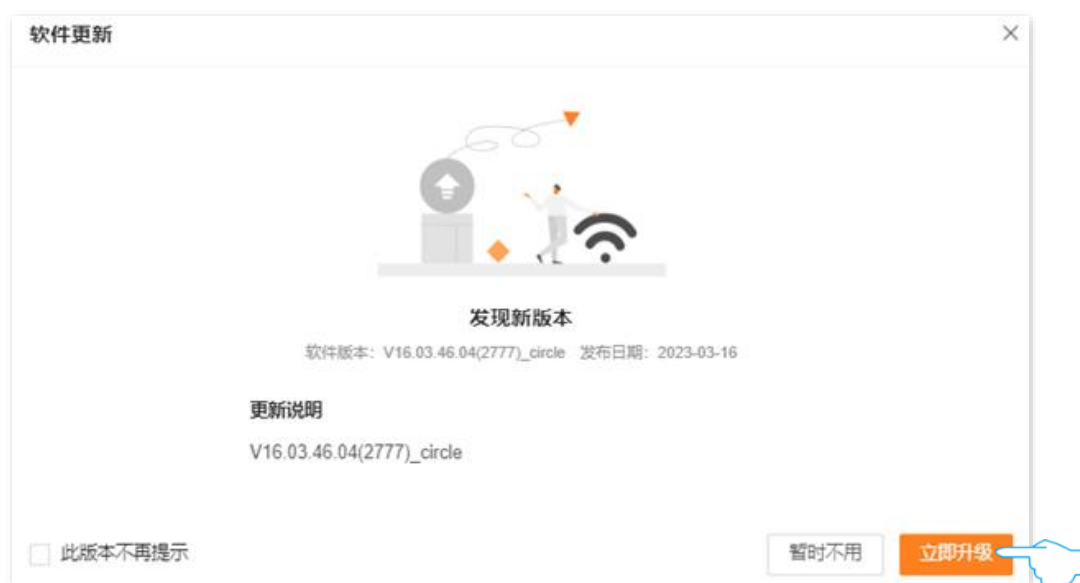 软件更新
发现新版本
软件版本：V16.03.46.04(2777)_circle 发布日期：2023-03-16
更新说明
V16.03.46.04(2777)_circle
此版本不再提示
暂时不用
立即升级